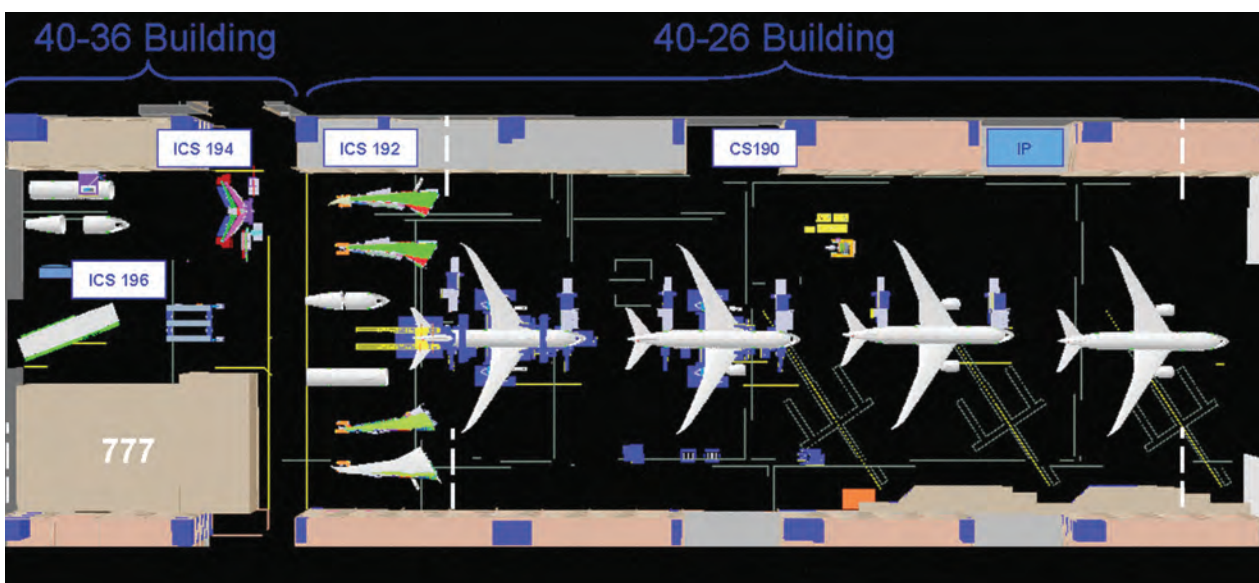 40-36 Building
40-26 Building
ICS 194
ICS 192
CS190
IP
ICS 196
777